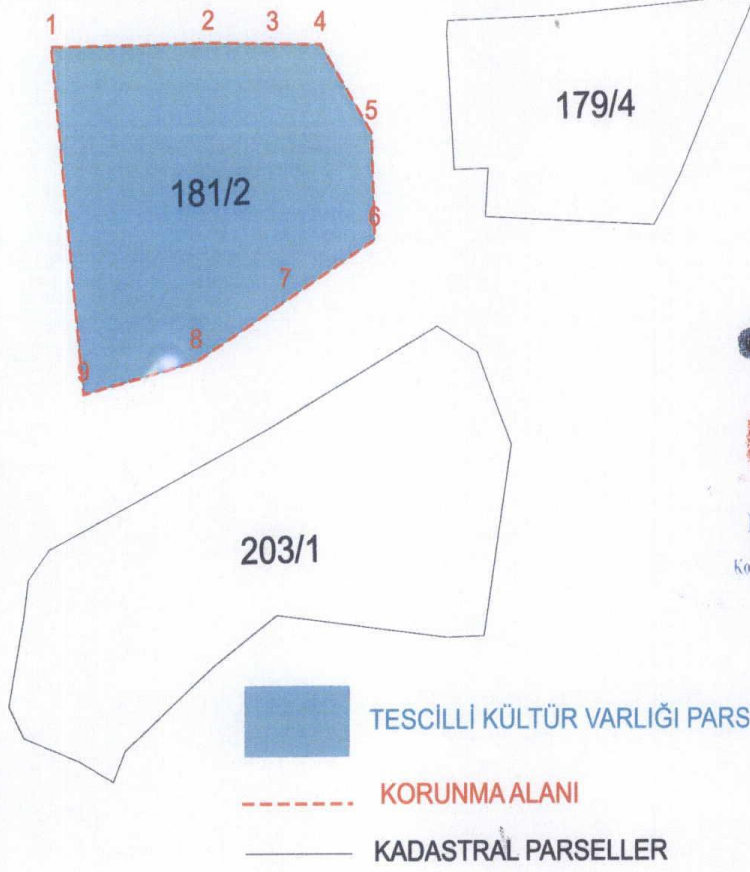 1 2 3 4
5
179/4
181/2
6
7
8
9
203/1
Ko
TESCİLLİ KÜLTÜR VARLIĞI PARS
KORUNMA ALANI
KADASTRAL PARSELLER